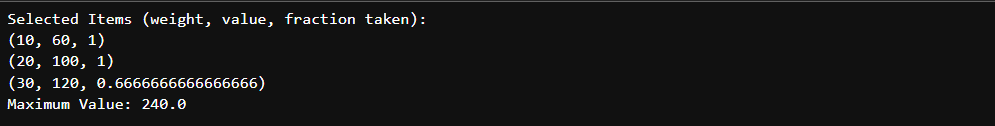 Selected Items (weight, value, fraction taken):
(10, 60, 1)
(20, 100, 1)
(30, 120, 0.6666666666666666)
Maximum Value: 240.0